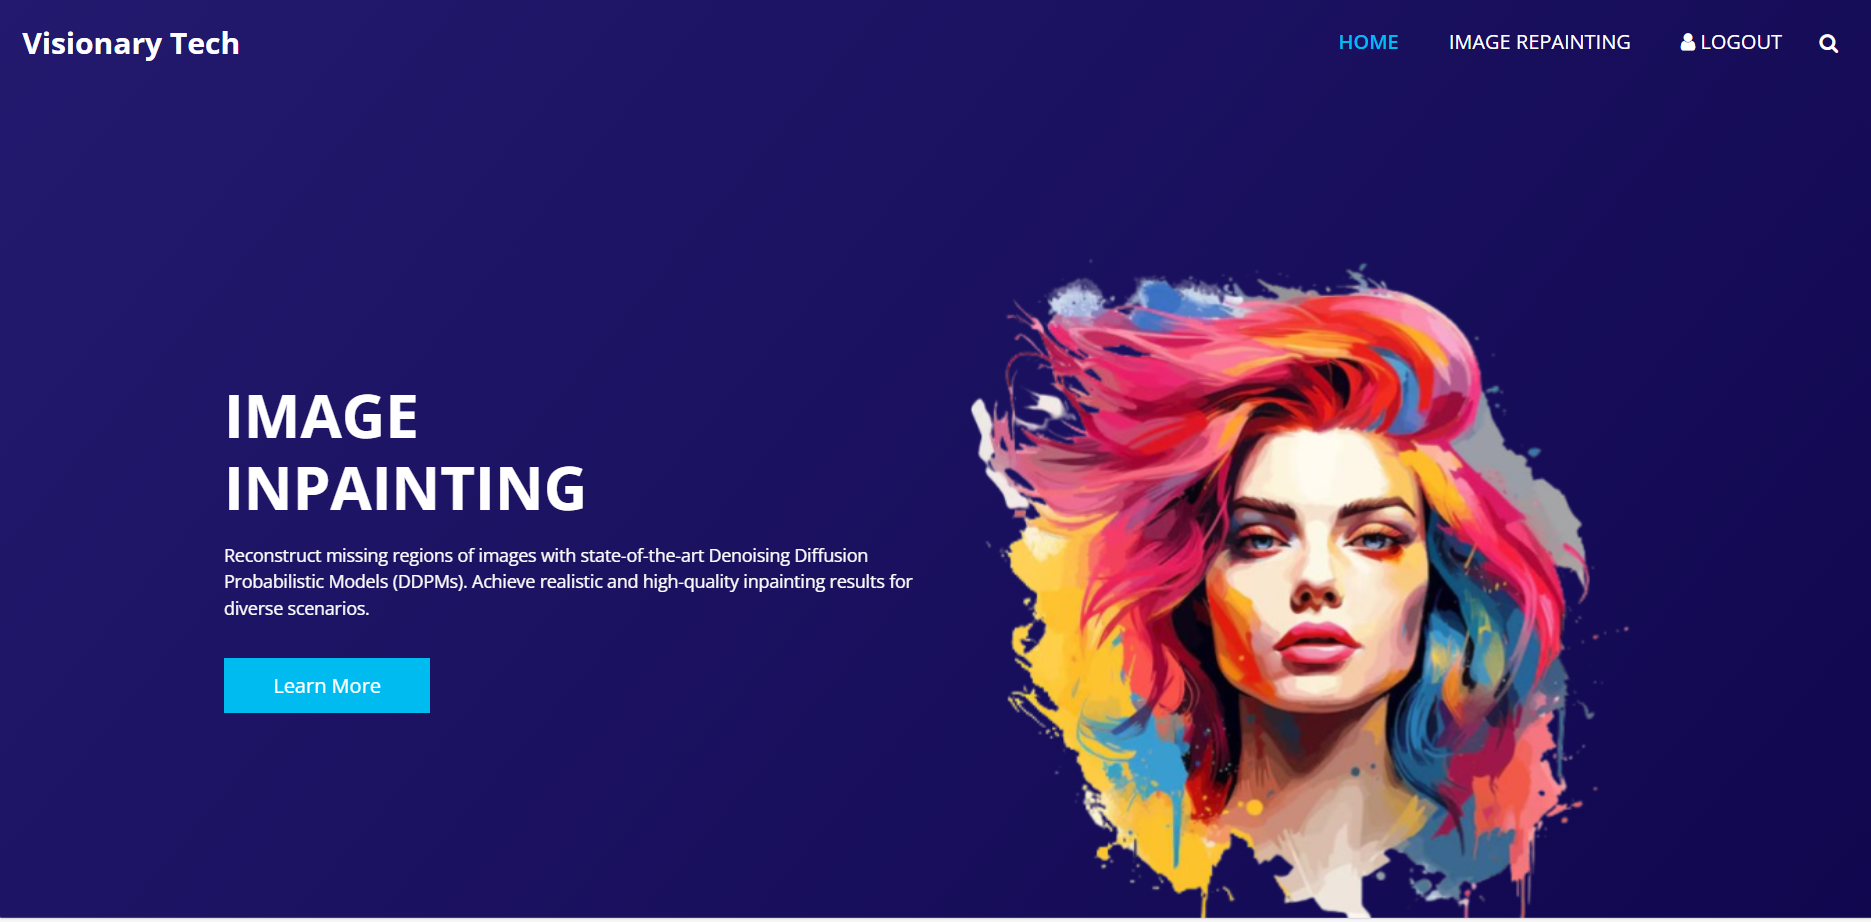 Visionary Tech
HOME
IMAGE REPAINTING
LOGOUT
IMAGE
INPAINTING
Reconstruct missing regions of images with state-of-the-art Denoising Diffusion
Probabilistic Models (DDPMs). Achieve realistic and high-quality inpainting results for
diverse scenarios.
Learn More